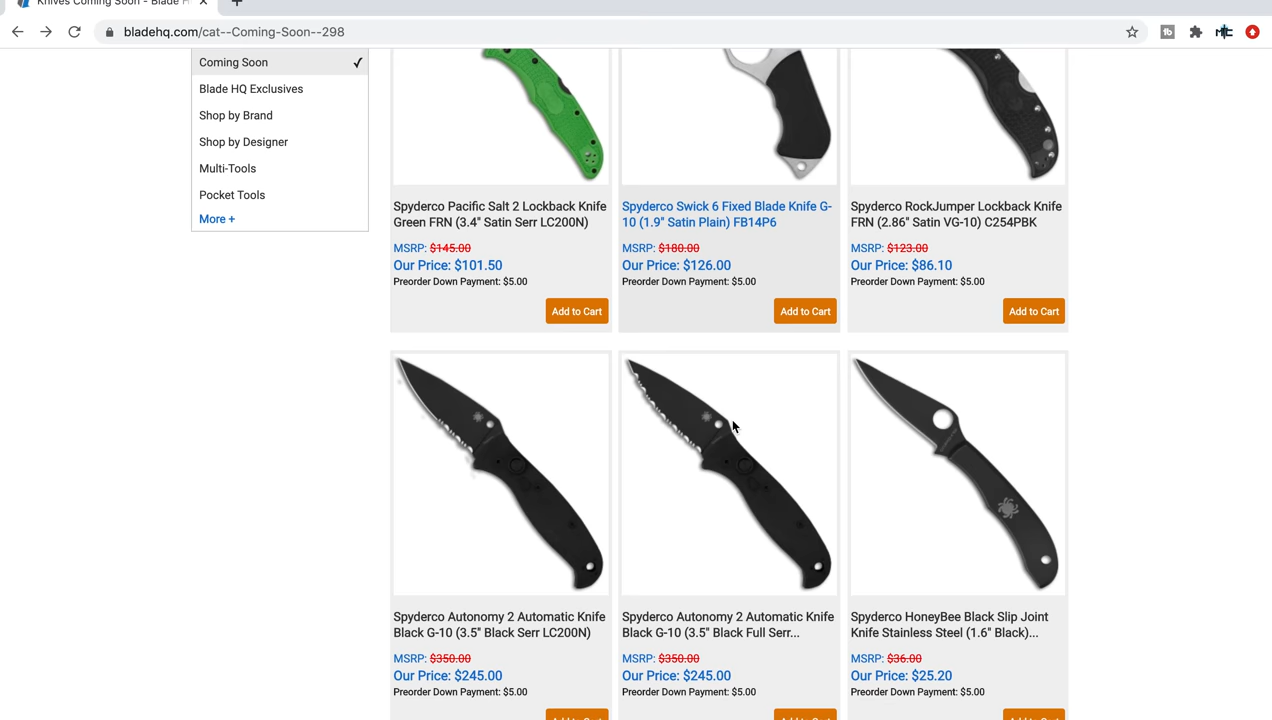 Knives Coming Soon - Blade H
bladehq.com/cat--Coming-Soon--298
Coming Soon
Blade HQ Exclusives
Shop by Brand
Shop by Designer
Multi-Tools
Pocket Tools
More +
Spyderco Pacific Salt 2 Lockback Knife
Green FRN (3.4" Satin Serr LC200N)
MSRP: $145.00
Our Price: $101.50
Preorder Down Payment: $5.00
Add to Cart
Spyderco Swick 6 Fixed Blade Knife G-
10 (1.9" Satin Plain) FB14P6
MSRP: $180.00
Our Price: $126.00
Preorder Down Payment: $5.00
Add to Cart
Spyderco RockJumper Lockback Knife
FRN (2.86" Satin VG-10) C254PBK
MSRP: $123.00
Our Price: $86.10
Preorder Down Payment: $5.00
Add to Cart
Spyderco Autonomy 2 Automatic Knife
Black G-10 (3.5" Black Serr LC200N)
MSRP: $350.00
Our Price: $245.00
Preorder Down Payment: $5.00
Add to Cart
Spyderco Autonomy 2 Automatic Knife
Black G-10 (3.5" Black Full Serr...
MSRP: $350.00
Our Price: $245.00
Preorder Down Payment: $5.00
Add to Cart
Spyderco HoneyBee Black Slip Joint
Knife Stainless Steel (1.6" Black)...
MSRP: $36.00
Our Price: $25.20
Preorder Down Payment: $5.00
Add to Cart